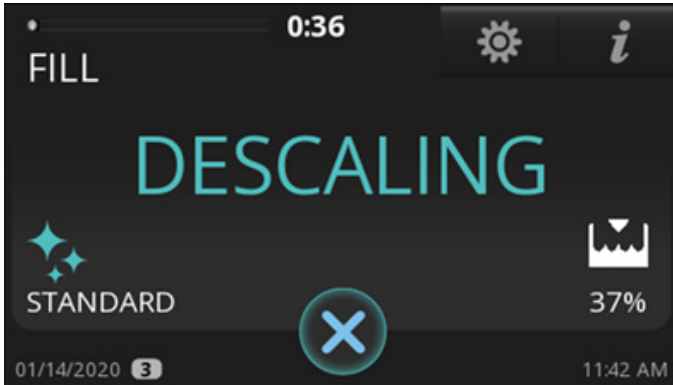 0:36
FILL
DESCALING
STANDARD
37%
01/14/2020 3
11:42 AM